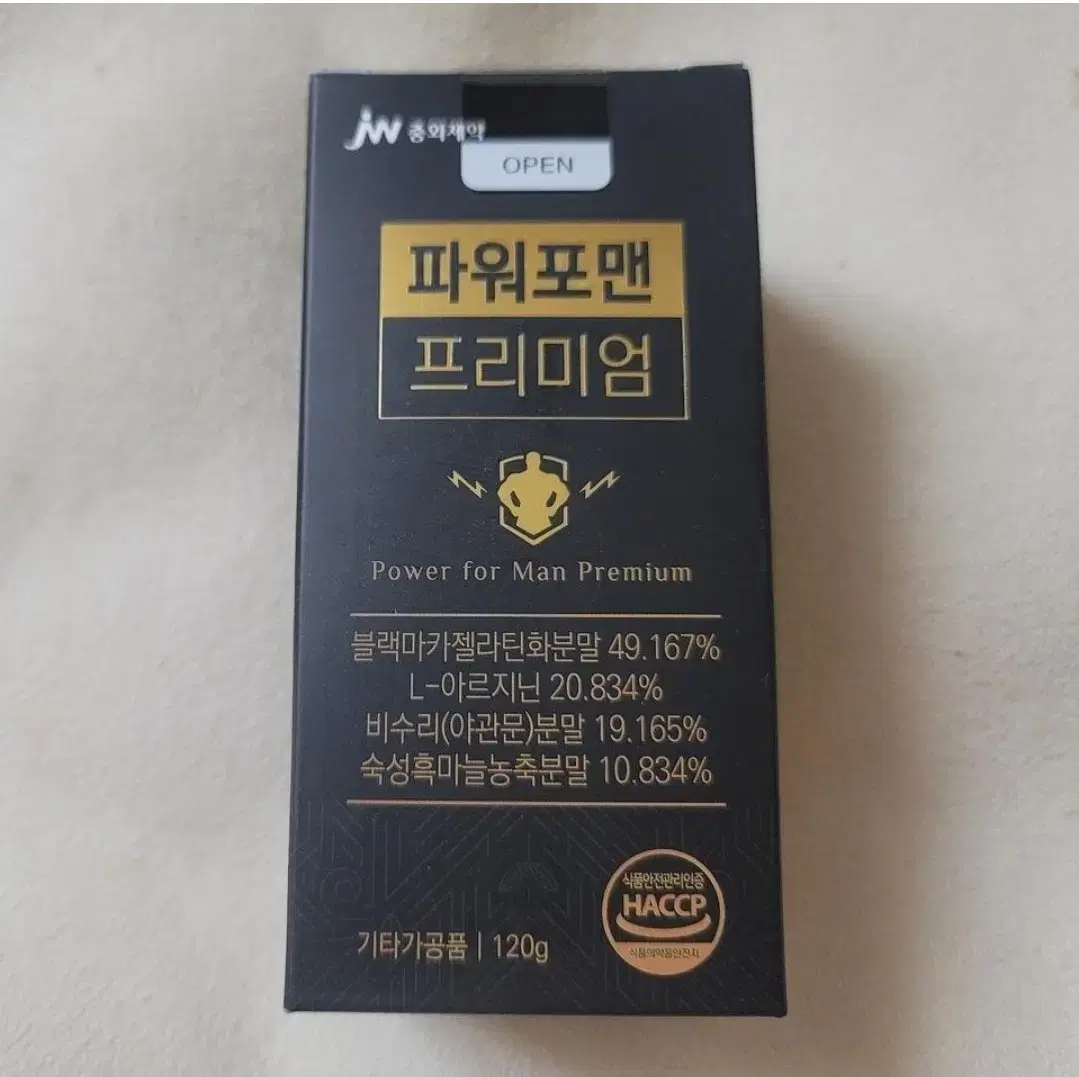 jw 중외제약
OPEN
파워포맨
프리미엄
Power for Man Premium
블랙마카젤라틴화분말 49.167%
L-아르지닌 20.834%
비수리(야관문)분말 19.165%
숙성흑마늘농축분말 10.834%
식품안전관리인증
HACCP
식품의약품안전처
기타가공품 | 120g